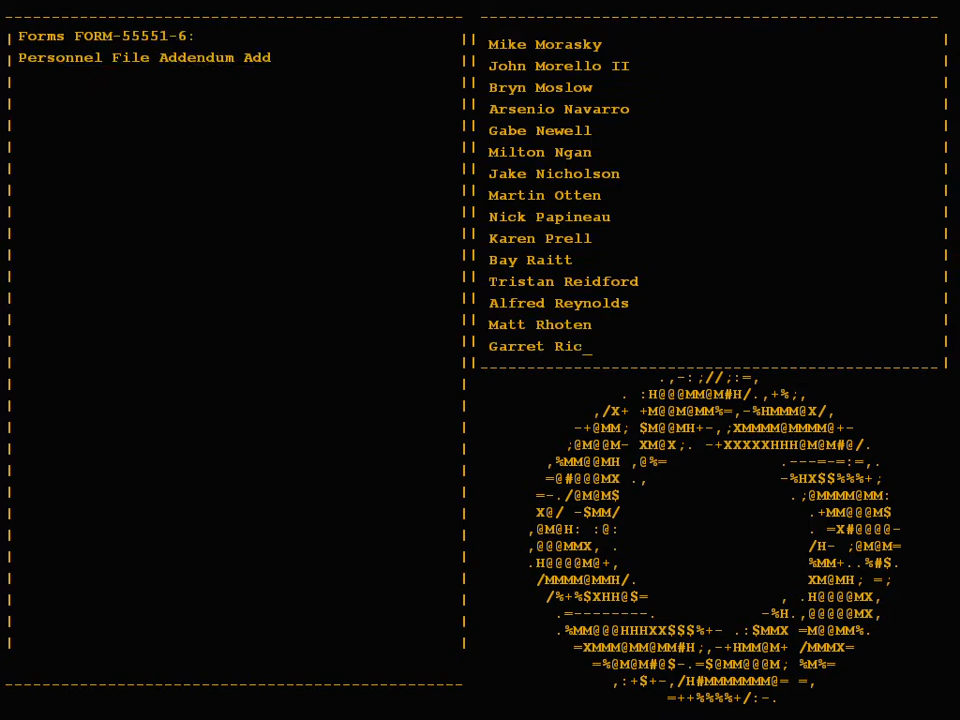 Forms FORM-55551-6:
Personnel File Addendum Add
Mike Morasky
John Morello II
Bryn Moslow
Arsenio Navarro
Gabe Newell
Milton Ngan
Jake Nicholson
Martin Otten
Nick Papineau
Karen Prell
Bay Raitt
Tristan Reidford
Alfred Reynolds
Matt Rhoten
Garret Ric_